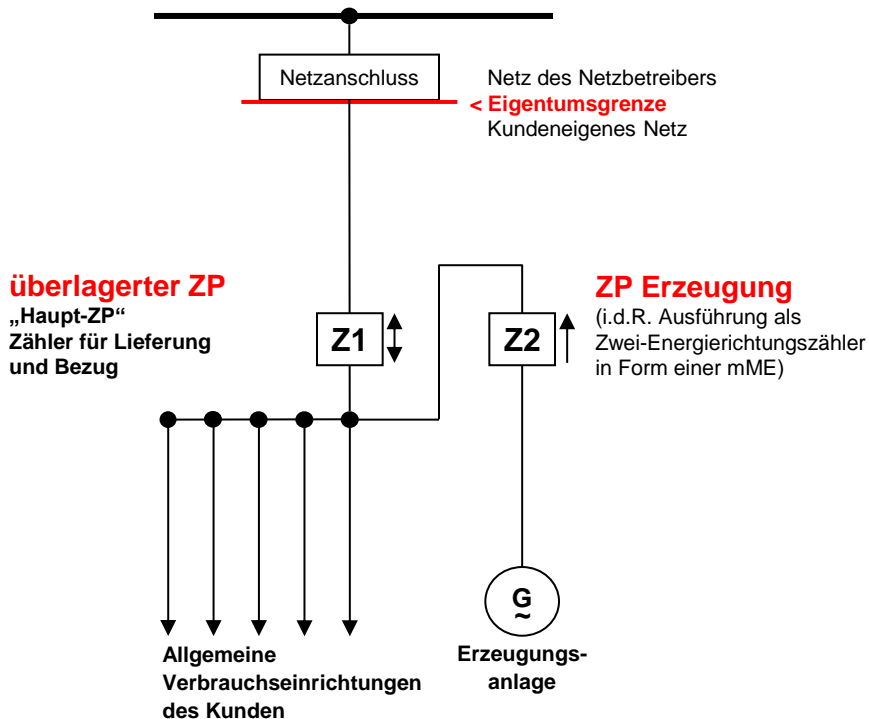 Netzanschluss
Netz des Netzbetreibers
< Eigentumsgrenze
Kundeneigenes Netz
überlagerter ZP
„Haupt-ZP“
Zähler für Lieferung
und Bezug
Z1
Z2
ZP Erzeugung
(i.d.R. Ausführung als
Zwei-Energierichtungszähler
in Form einer mME)
G
~
Allgemeine
Verbrauchseinrichtungen
des Kunden
Erzeugungs-
anlage